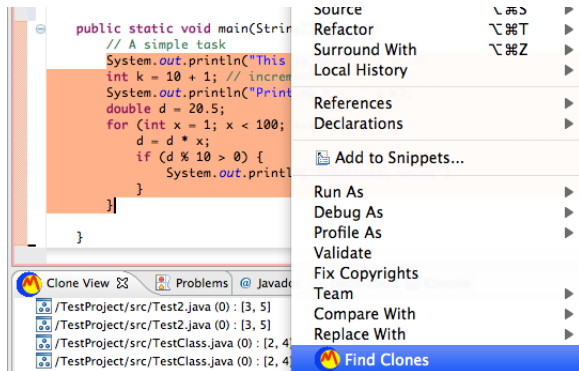 public static void main(Strin
// A simple task
System.out.println("This
int k = 10 + 1; // increm
System.out.println("Print
double d = 20.5;
for (int x = 1; x < 100;
d = d * x;
if (d % 10 > 0) {
System.out.printl
}
}
}
Source ⌥⌘S
Refactor ⌥⌘T
Surround With ⌥⌘Z
Local History
References
Declarations
Add to Snippets...
Run As
Debug As
Profile As
Validate
Fix Copyrights
Team
Compare With
Replace With
Find Clones
Clone View Problems @ Javado
/TestProject/src/Test2.java (0) : [3, 5]
/TestProject/src/Test2.java (0) : [3, 5]
/TestProject/src/TestClass.java (0) : [2, 4]
/TestProject/src/TestClass.java (0) : [2, 4]